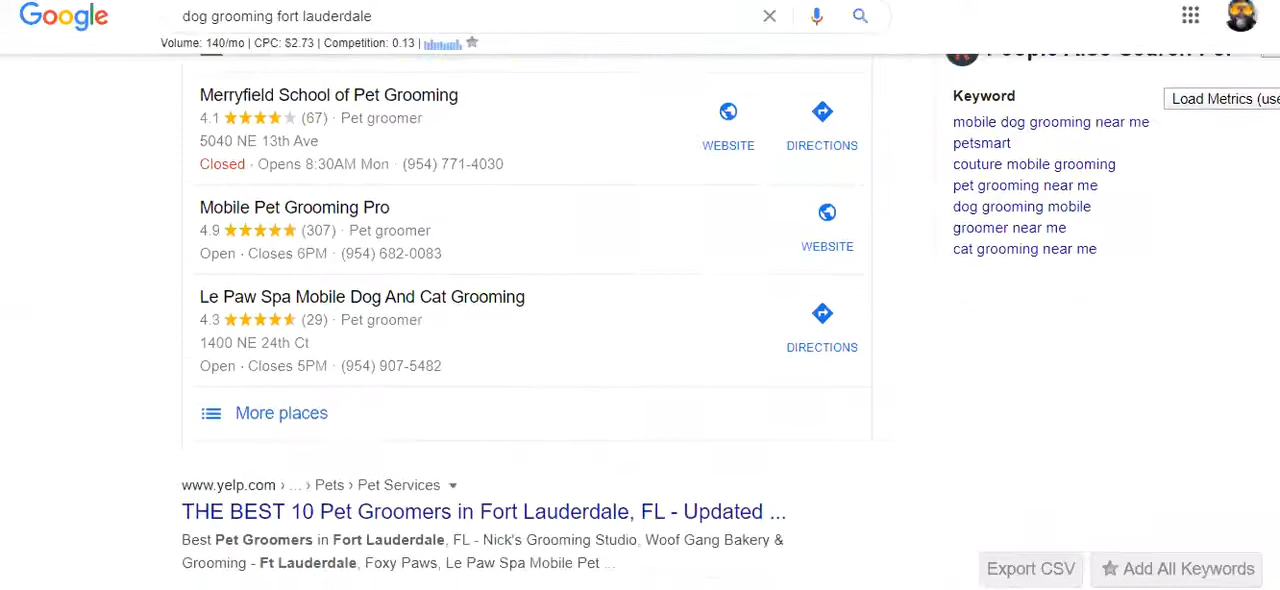 Google
dog grooming fort lauderdale
Volume: 140/mo | CPC: $2.73 | Competition: 0.13 |
Merryfield School of Pet Grooming
4.1 (67) · Pet groomer
5040 NE 13th Ave
Closed · Opens 8:30AM Mon · (954) 771-4030
WEBSITE
DIRECTIONS
Mobile Pet Grooming Pro
4.9 (307) · Pet groomer
Open · Closes 6PM · (954) 682-0083
WEBSITE
Le Paw Spa Mobile Dog And Cat Grooming
4.3 (29) · Pet groomer
1400 NE 24th Ct
Open · Closes 5PM · (954) 907-5482
DIRECTIONS
More places
www.yelp.com › ... › Pets › Pet Services
THE BEST 10 Pet Groomers in Fort Lauderdale, FL - Updated ...
Best Pet Groomers in Fort Lauderdale, FL - Nick's Grooming Studio, Woof Gang Bakery &
Grooming - Ft Lauderdale, Foxy Paws, Le Paw Spa Mobile Pet ...
People Also Search For
Keyword
Load Metrics (use
mobile dog grooming near me
petsmart
couture mobile grooming
pet grooming near me
dog grooming mobile
groomer near me
cat grooming near me
Export CSV
Add All Keywords